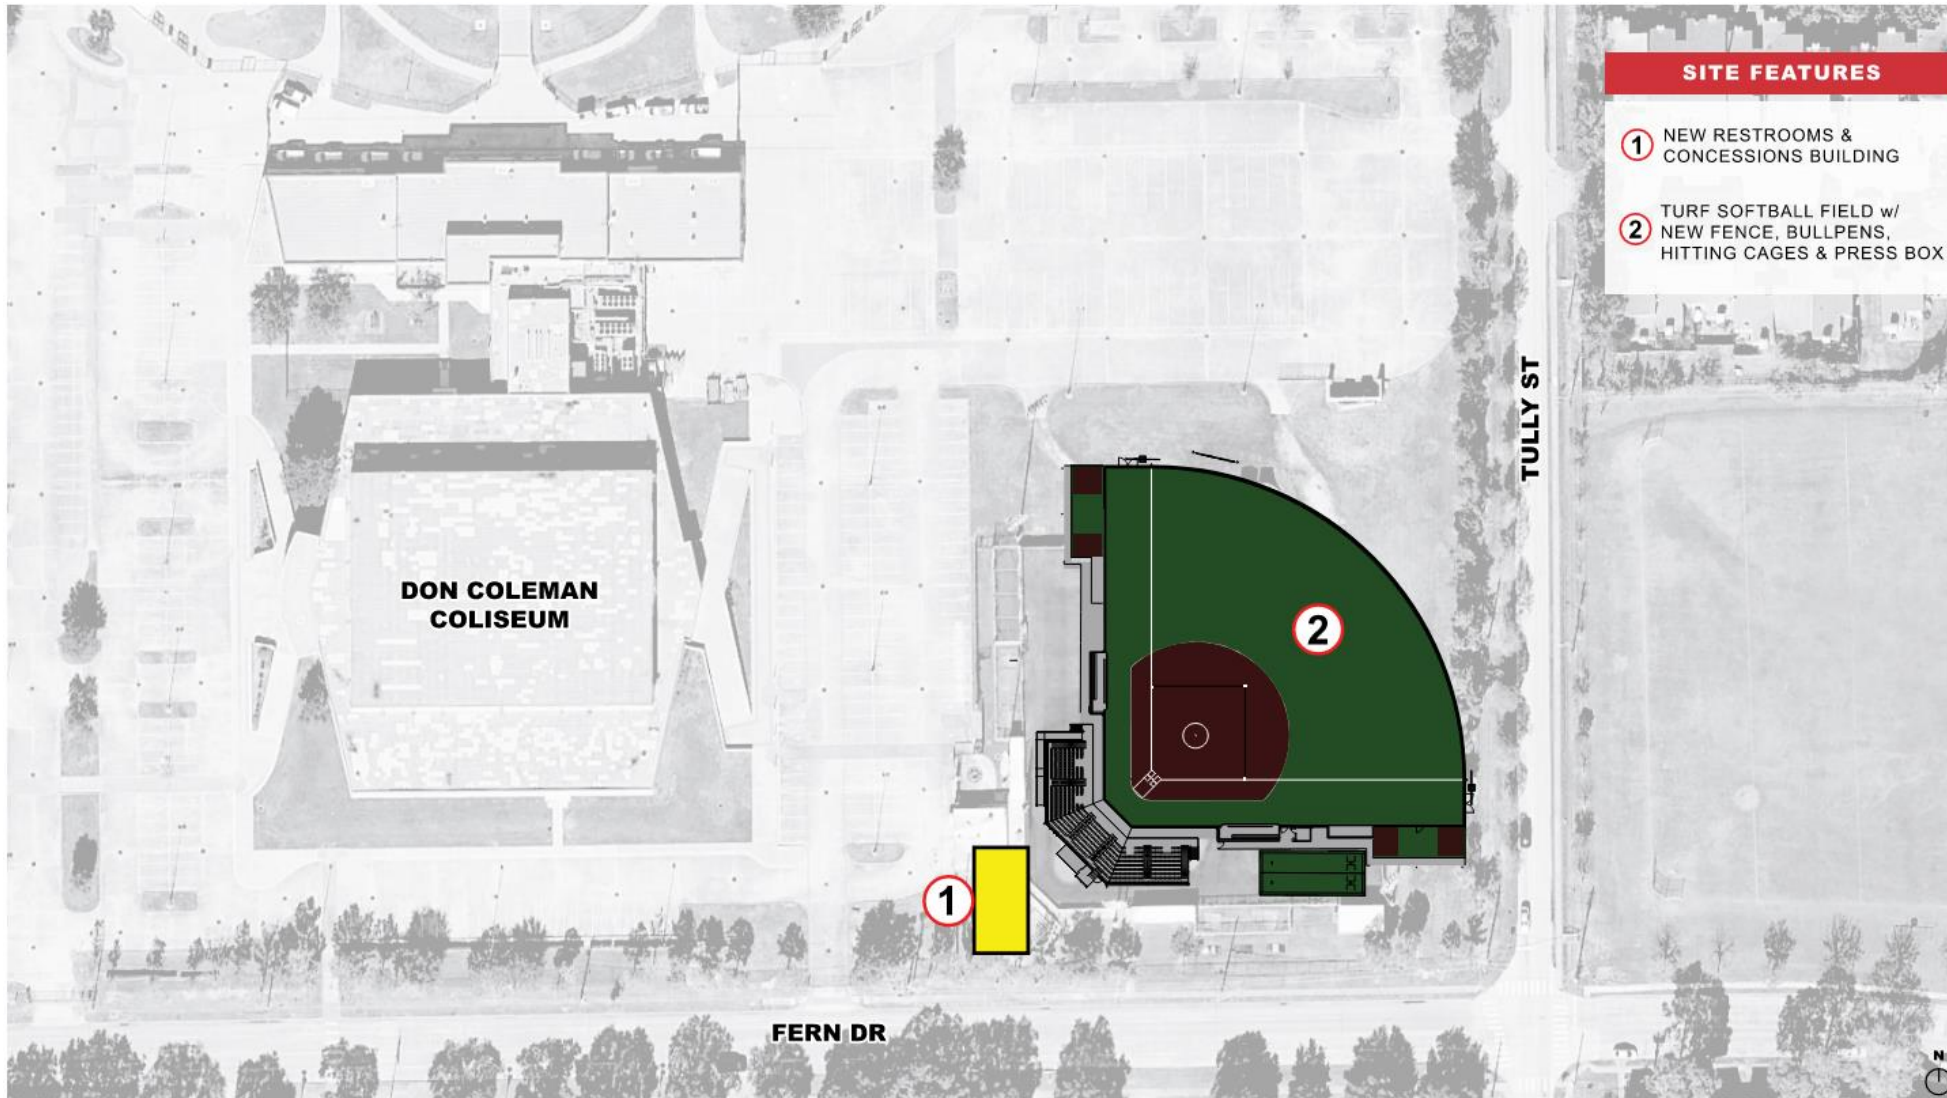 SITE FEATURES
1 NEW RESTROOMS &
CONCESSIONS BUILDING
2 TURF SOFTBALL FIELD w/
NEW FENCE, BULLPENS,
HITTING CAGES & PRESS BOX
TULLY ST
DON COLEMAN
COLISEUM
2
1
FERN DR
N